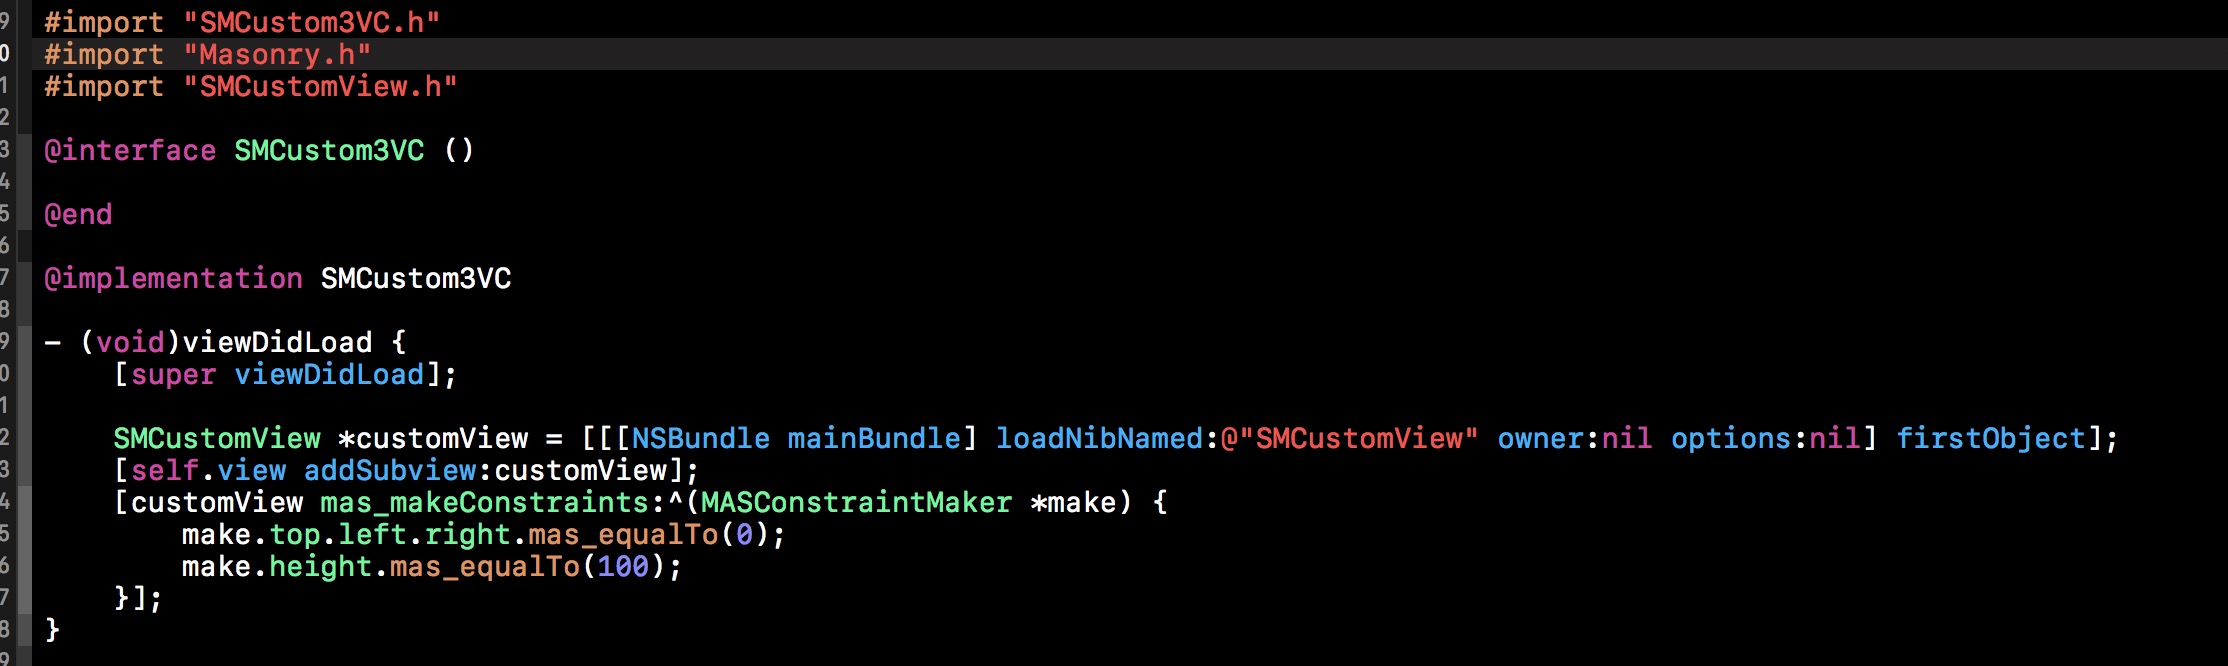 9 #import "SMCustom3VC.h"
0 #import "Masonry.h"
1 #import "SMCustomView.h"
2
3 @interface SMCustom3VC ()
4
5 @end
6
7 @implementation SMCustom3VC
8
9 - (void)viewDidLoad {
0     [super viewDidLoad];
1
2     SMCustomView *customView = [[[NSBundle mainBundle] loadNibNamed:@"SMCustomView" owner:nil options:nil] firstObject];
3     [self.view addSubview:customView];
4     [customView mas_makeConstraints:^(MASConstraintMaker *make) {
5         make.top.left.right.mas_equalTo(0);
6         make.height.mas_equalTo(100);
7     }];
8 }
9